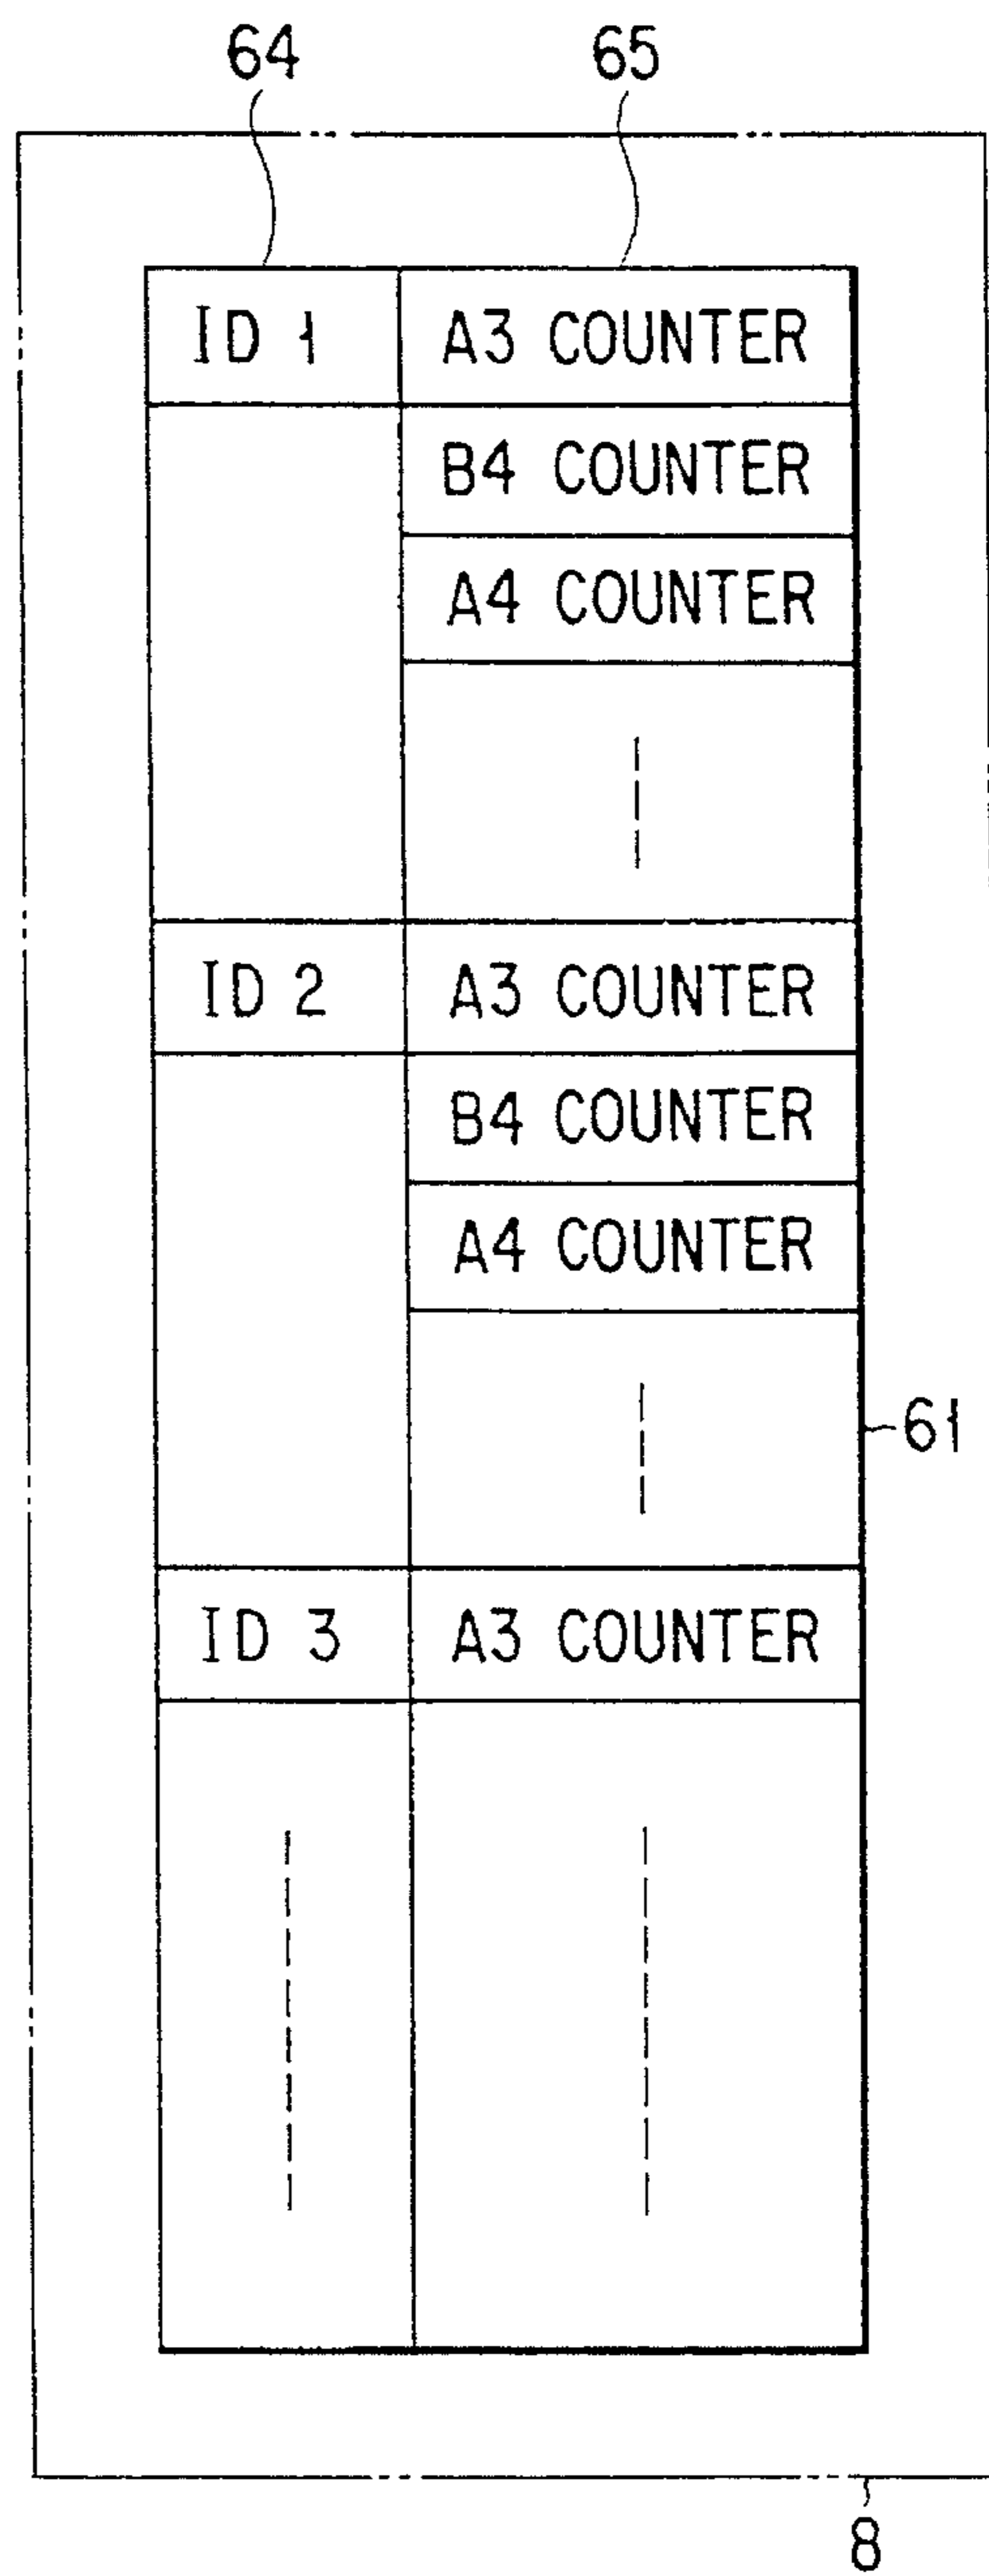 64 65
ID 1 A3 COUNTER
B4 COUNTER
A4 COUNTER
ID 2 A3 COUNTER
B4 COUNTER
A4 COUNTER
61
ID 3 A3 COUNTER
8